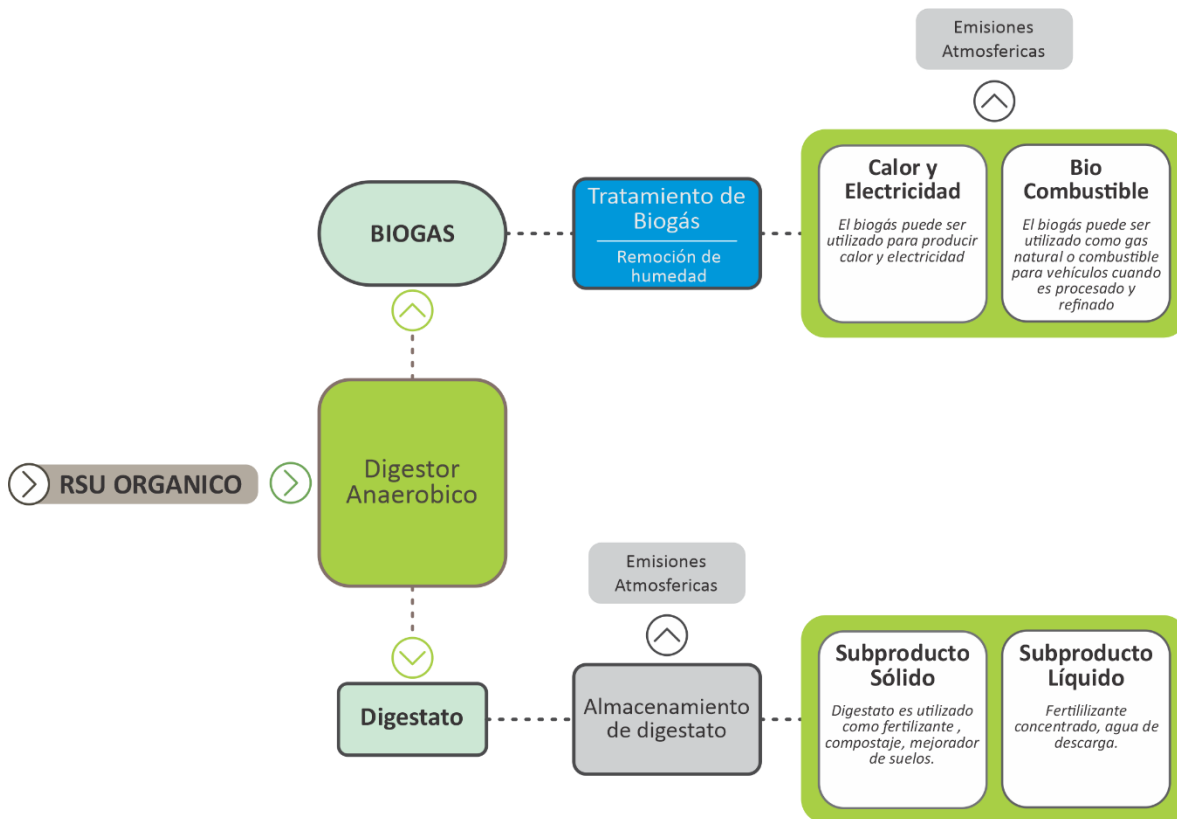 Emisiones
Atmosfericas
Calor y
Electricidad
El biogás puede ser
utilizado para producir
calor y electricidad
Bio
Combustible
El biogás puede ser
utilizado como gas
natural o combustible
para vehículos cuando
es procesado y
refinado
Tratamiento de
Biogás
Remoción de
humedad
BIOGAS
RSU ORGANICO
Digestor
Anaerobico
Emisiones
Atmosfericas
Digestato
Almacenamiento
de digestato
Subproducto
Sólido
Digestato es utilizado
como fertilizante ,
compostaje, mejorador
de suelos.
Subproducto
Líquido
Fertililizante
concentrado, agua de
descarga.